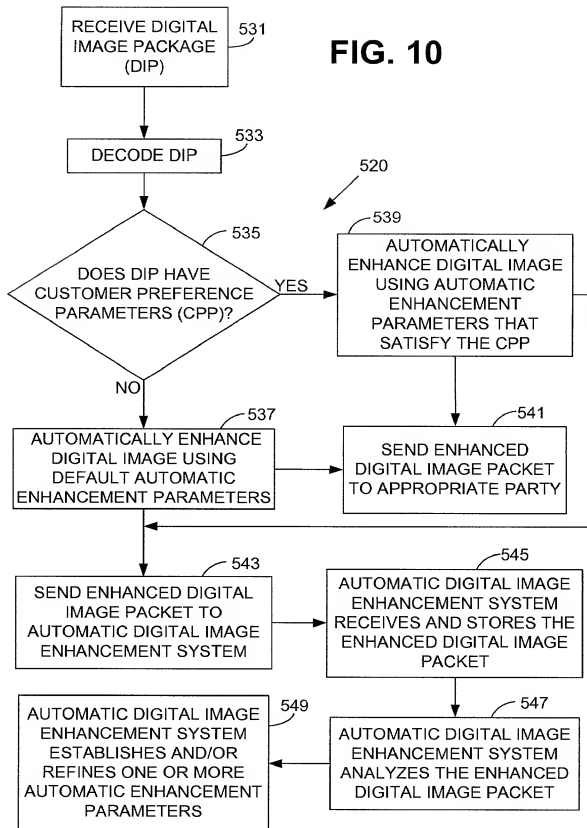 RECEIVE DIGITAL
IMAGE PACKAGE
(DIP)
531
FIG. 10
DECODE DIP
533
520
535
DOES DIP HAVE
CUSTOMER PREFERENCE
PARAMETERS (CPP)?
YES
NO
539
AUTOMATICALLY
ENHANCE DIGITAL IMAGE
USING AUTOMATIC
ENHANCEMENT
PARAMETERS THAT
SATISFY THE CPP
537
AUTOMATICALLY ENHANCE
DIGITAL IMAGE USING
DEFAULT AUTOMATIC
ENHANCEMENT PARAMETERS
541
SEND ENHANCED
DIGITAL IMAGE PACKET
TO APPROPRIATE PARTY
543
SEND ENHANCED DIGITAL
IMAGE PACKET TO
AUTOMATIC DIGITAL IMAGE
ENHANCEMENT SYSTEM
545
AUTOMATIC DIGITAL IMAGE
ENHANCEMENT SYSTEM
RECEIVES AND STORES THE
ENHANCED DIGITAL IMAGE
PACKET
547
AUTOMATIC DIGITAL IMAGE
ENHANCEMENT SYSTEM
ANALYZES THE ENHANCED
DIGITAL IMAGE PACKET
549
AUTOMATIC DIGITAL IMAGE
ENHANCEMENT SYSTEM
ESTABLISHES AND/OR
REFINES ONE OR MORE
AUTOMATIC ENHANCEMENT
PARAMETERS